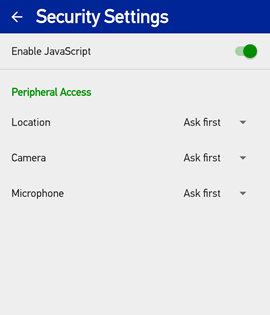 Security Settings
Enable JavaScript
Peripheral Access
Location Ask first
Camera Ask first
Microphone Ask first